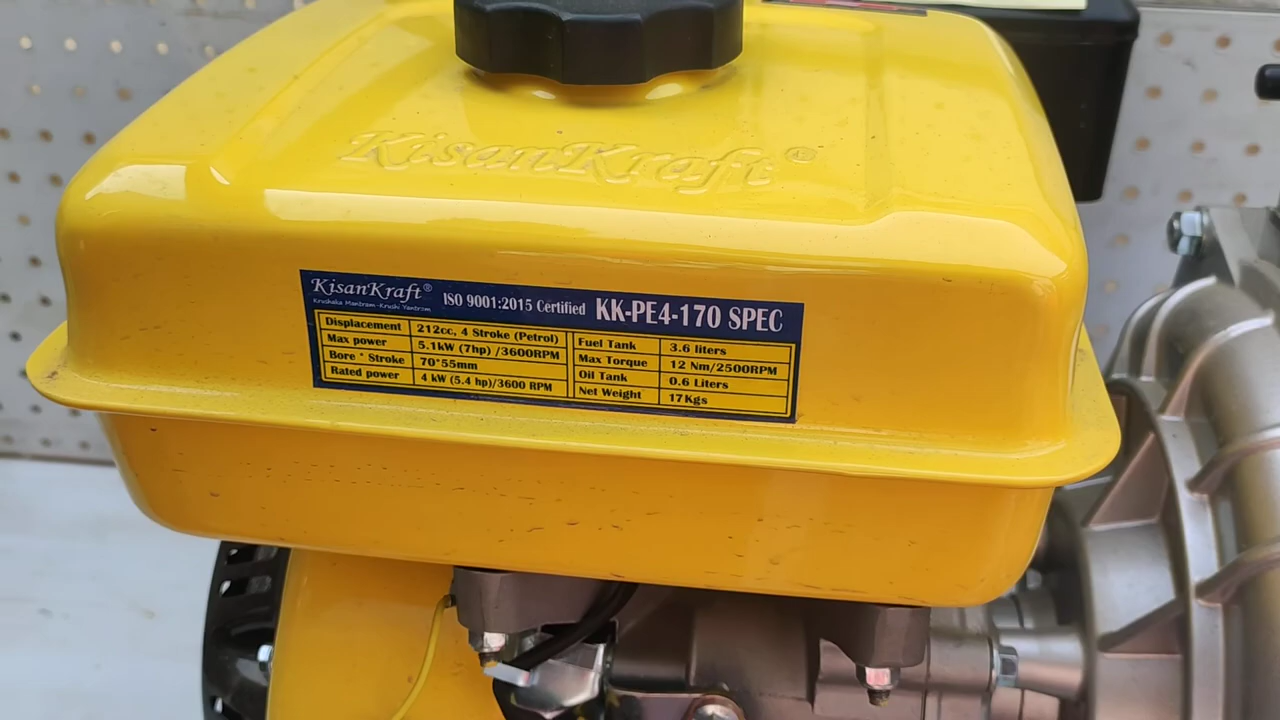 KisanKraft®
KisanKraft® ISO 9001:2015 Certified KK-PE4-170 SPEC
Krushaka Mantram-Krushi Yantram
Displacement 212cc, 4 Stroke (Petrol) Fuel Tank 3.6 liters
Max power 5.1kW (7hp) /3600RPM Max Torque 12 Nm/2500RPM
Bore * Stroke 70*55mm Oil Tank 0.6 Liters
Rated power 4 kW (5.4 hp)/3600 RPM Net Weight 17Kgs